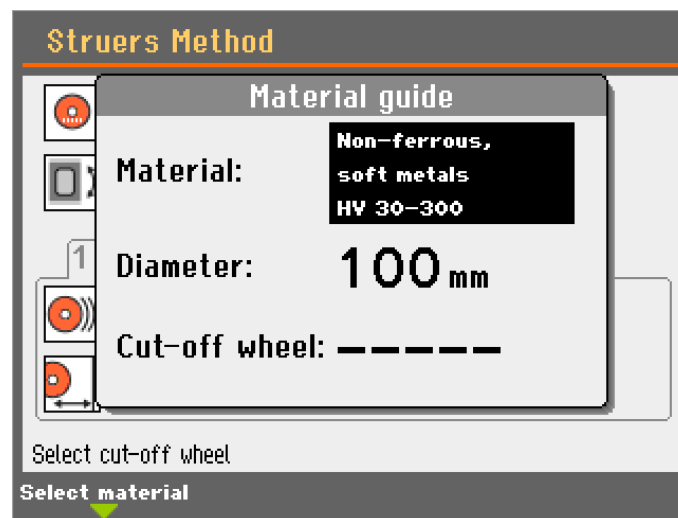 Struers Method
Material guide
Material:
Non-ferrous,
soft metals
HV 30-300
1
Diameter:
100 mm
Cut-off wheel: -----
Select cut-off wheel
Select material